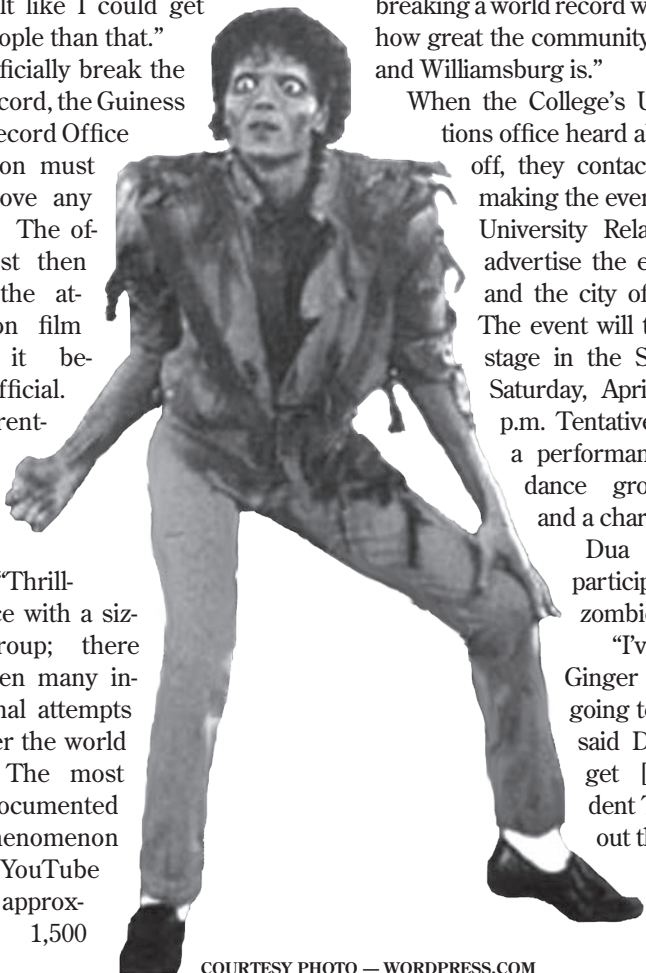 lt like I could get
ople than that.”
ficially break the
cord, the Guiness
ecord Office
on must
ove any
The of-
st then
the at-
on film
it be-
fficial.
rent-
“Thrill-
ce with a siz-
roup; there
en many in-
nal attempts
er the world
The most
ocumented
henomenon
YouTube
approx-
1,500
breaking a world record w
how great the community
and Williamsburg is.”
When the College’s U
tions office heard a
off, they contac
making the even
University Rela
advertise the e
and the city of
The event will t
stage in the S
Saturday, Apri
p.m. Tentative
a performan
dance gro
and a char
Dua
particip
zombi
“I’v
Ginger
going to
said D
get [
dent T
out th
COURTESY PHOTO — WORDPRESS.COM